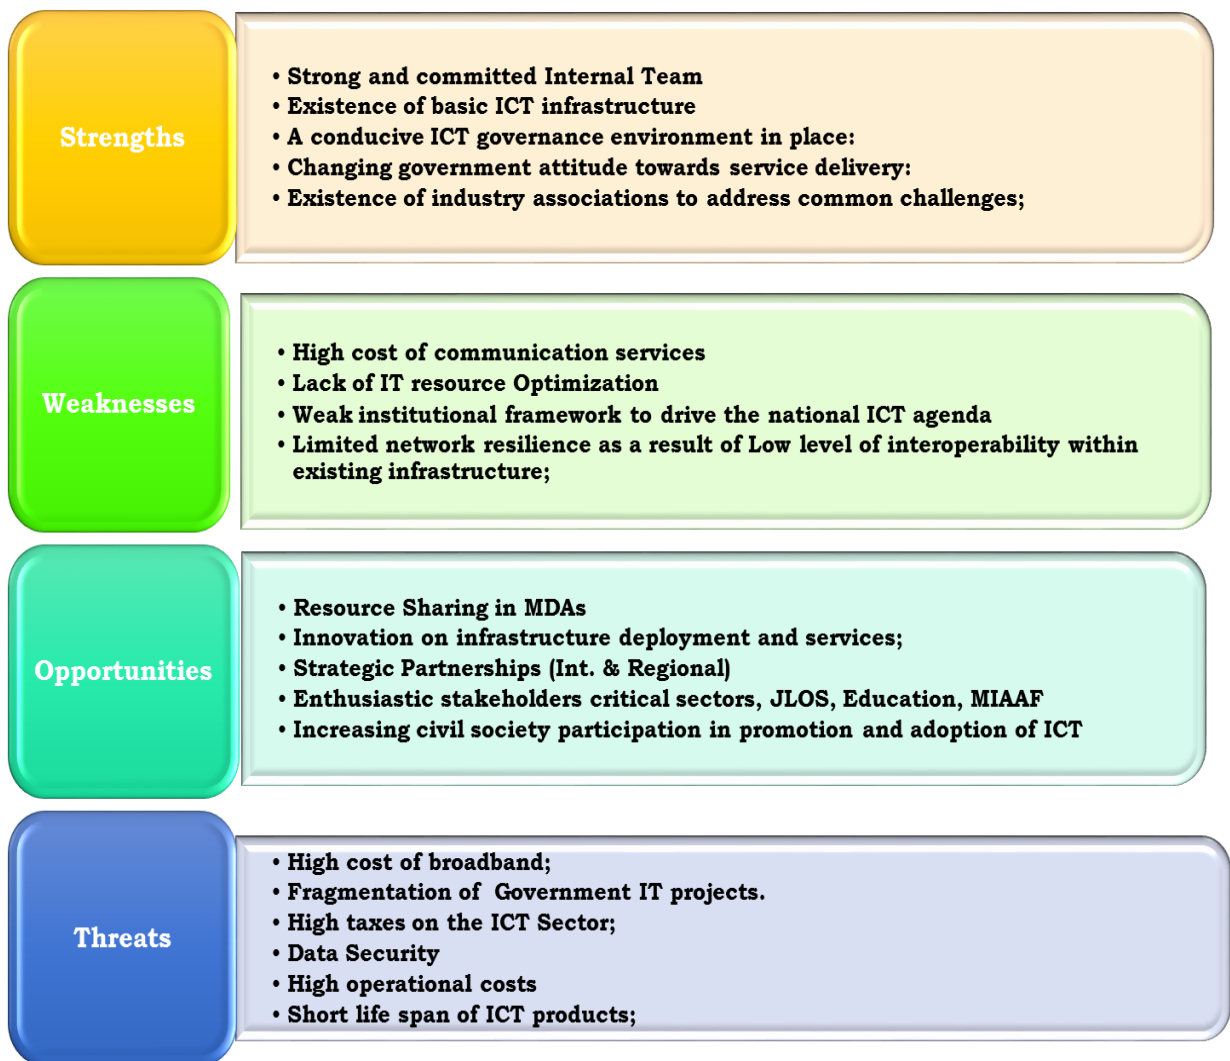 Strengths
• Strong and committed Internal Team
• Existence of basic ICT infrastructure
• A conducive ICT governance environment in place:
• Changing government attitude towards service delivery:
• Existence of industry associations to address common challenges;
Weaknesses
• High cost of communication services
• Lack of IT resource Optimization
• Weak institutional framework to drive the national ICT agenda
• Limited network resilience as a result of Low level of interoperability within
existing infrastructure;
Opportunities
• Resource Sharing in MDAs
• Innovation on infrastructure deployment and services;
• Strategic Partnerships (Int. & Regional)
• Enthusiastic stakeholders critical sectors, JLOS, Education, MIAAF
• Increasing civil society participation in promotion and adoption of ICT
Threats
• High cost of broadband;
• Fragmentation of  Government IT projects.
• High taxes on the ICT Sector;
• Data Security
• High operational costs
• Short life span of ICT products;